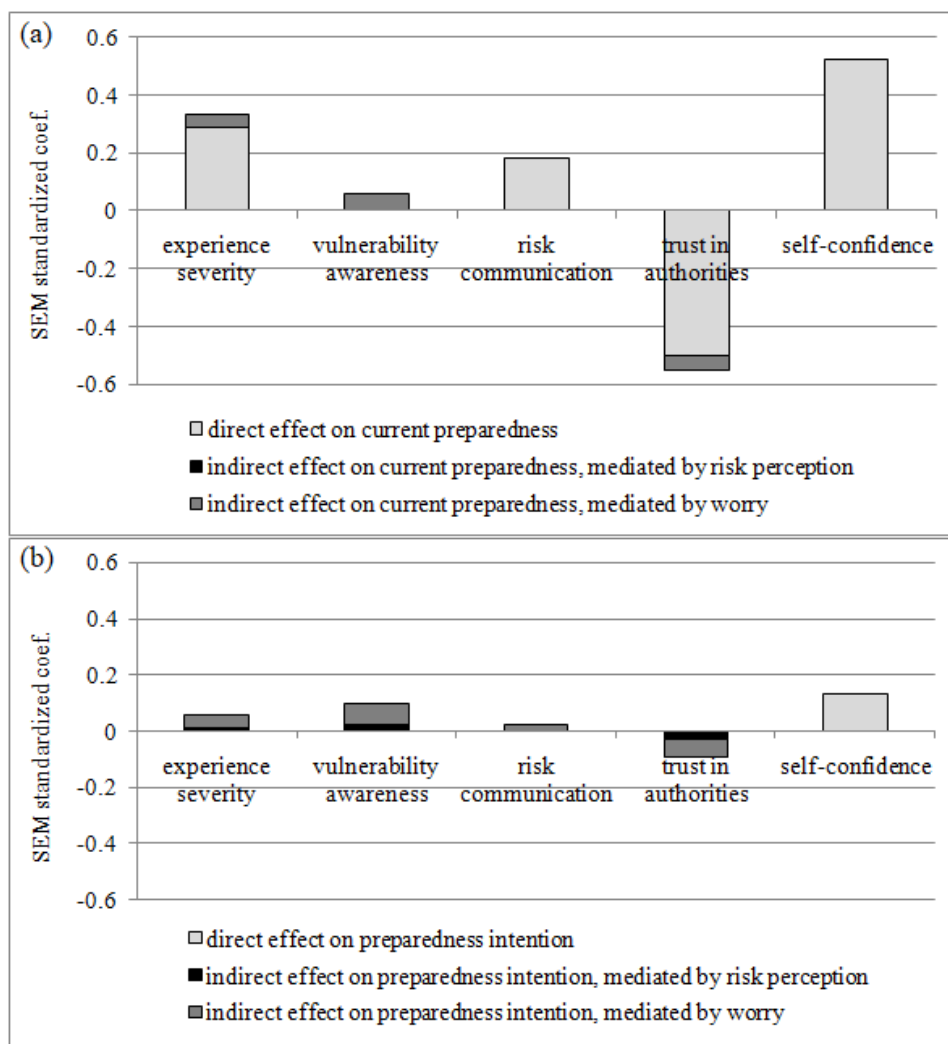 (a)
SEM standardized coef.
0.6
0.4
0.2
0
-0.2
-0.4
-0.6
experience severity
vulnerability awareness
risk communication
trust in authorities
self-confidence
direct effect on current preparedness
indirect effect on current preparedness, mediated by risk perception
indirect effect on current preparedness, mediated by worry
(b)
SEM standardized coef.
0.6
0.4
0.2
0
-0.2
-0.4
-0.6
experience severity
vulnerability awareness
risk communication
trust in authorities
self-confidence
direct effect on preparedness intention
indirect effect on preparedness intention, mediated by risk perception
indirect effect on preparedness intention, mediated by worry